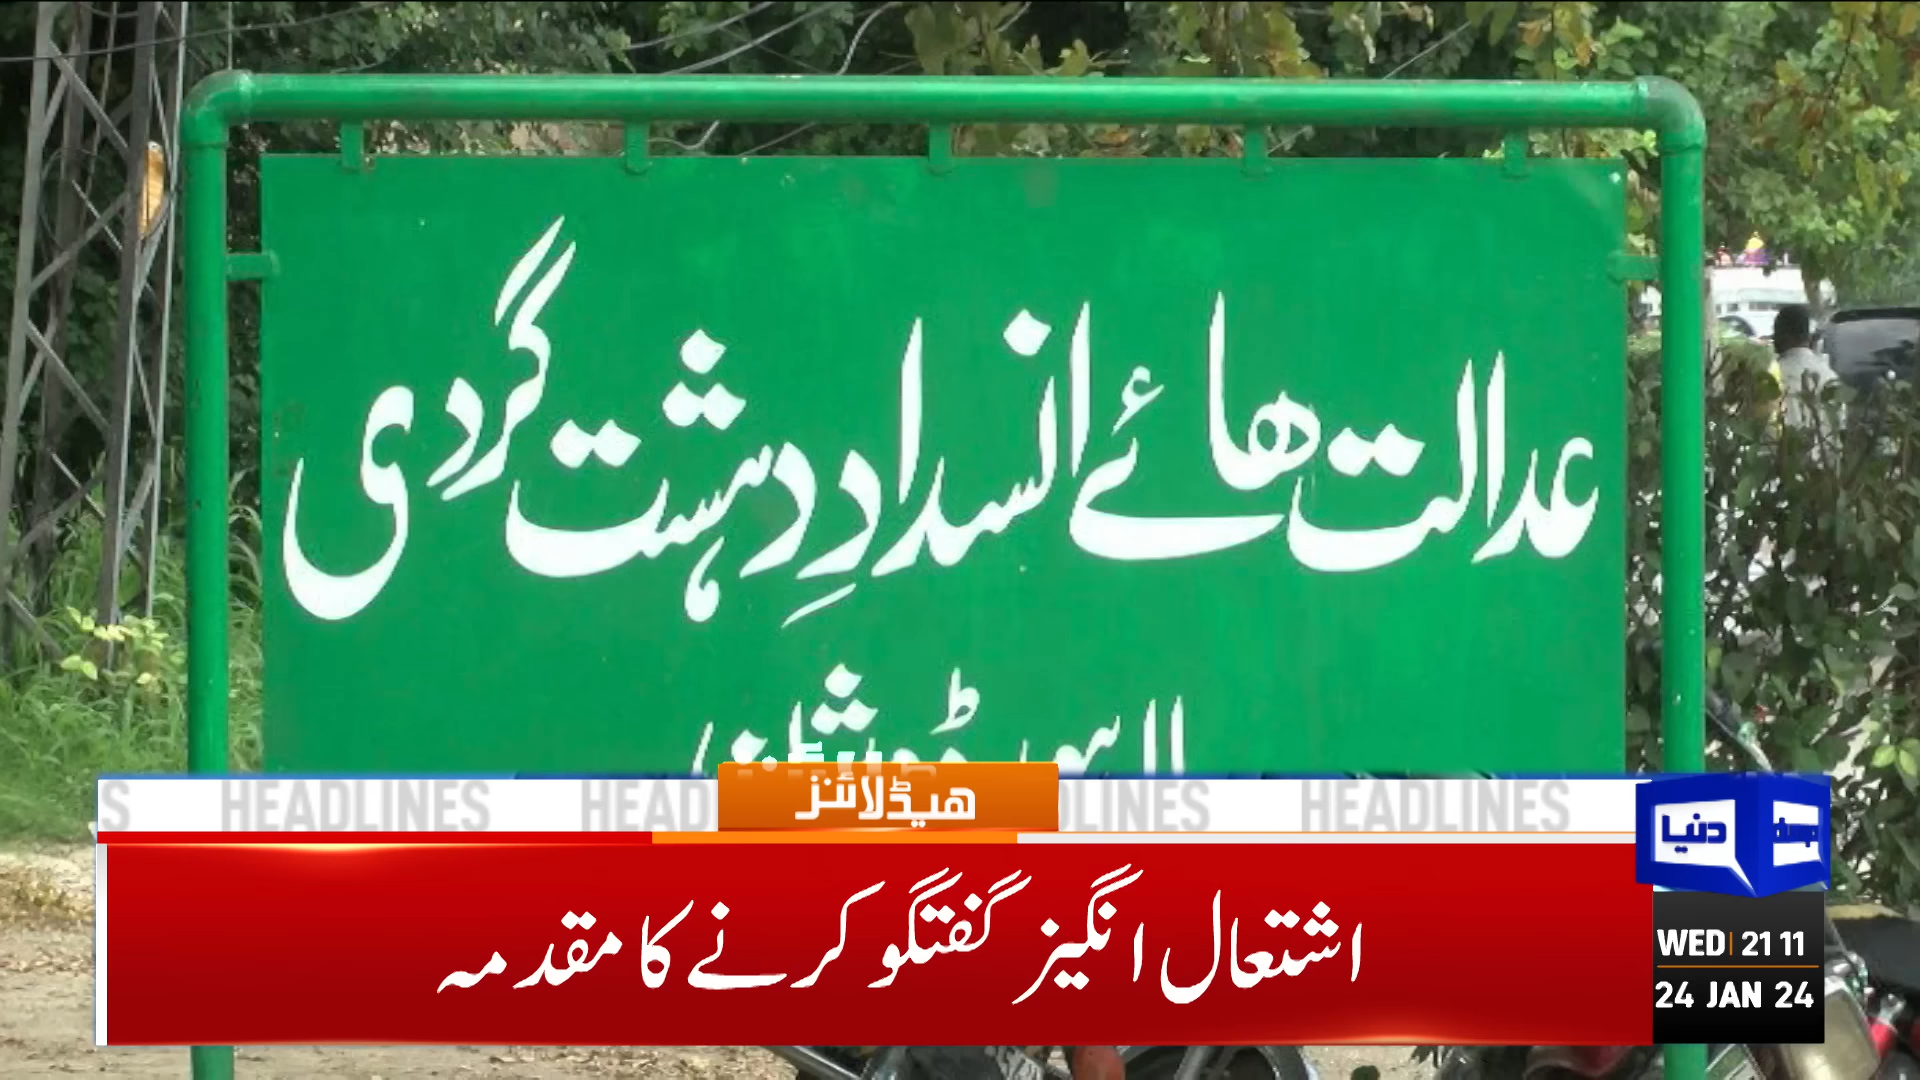 عدالت ھائے انسدادِ دہشت گردی
HEADLINES
ھیڈلائنز
اشتعال انگیز گفتگو کرنے کا مقدمہ
دنیا
WED 21 11
24 JAN 24